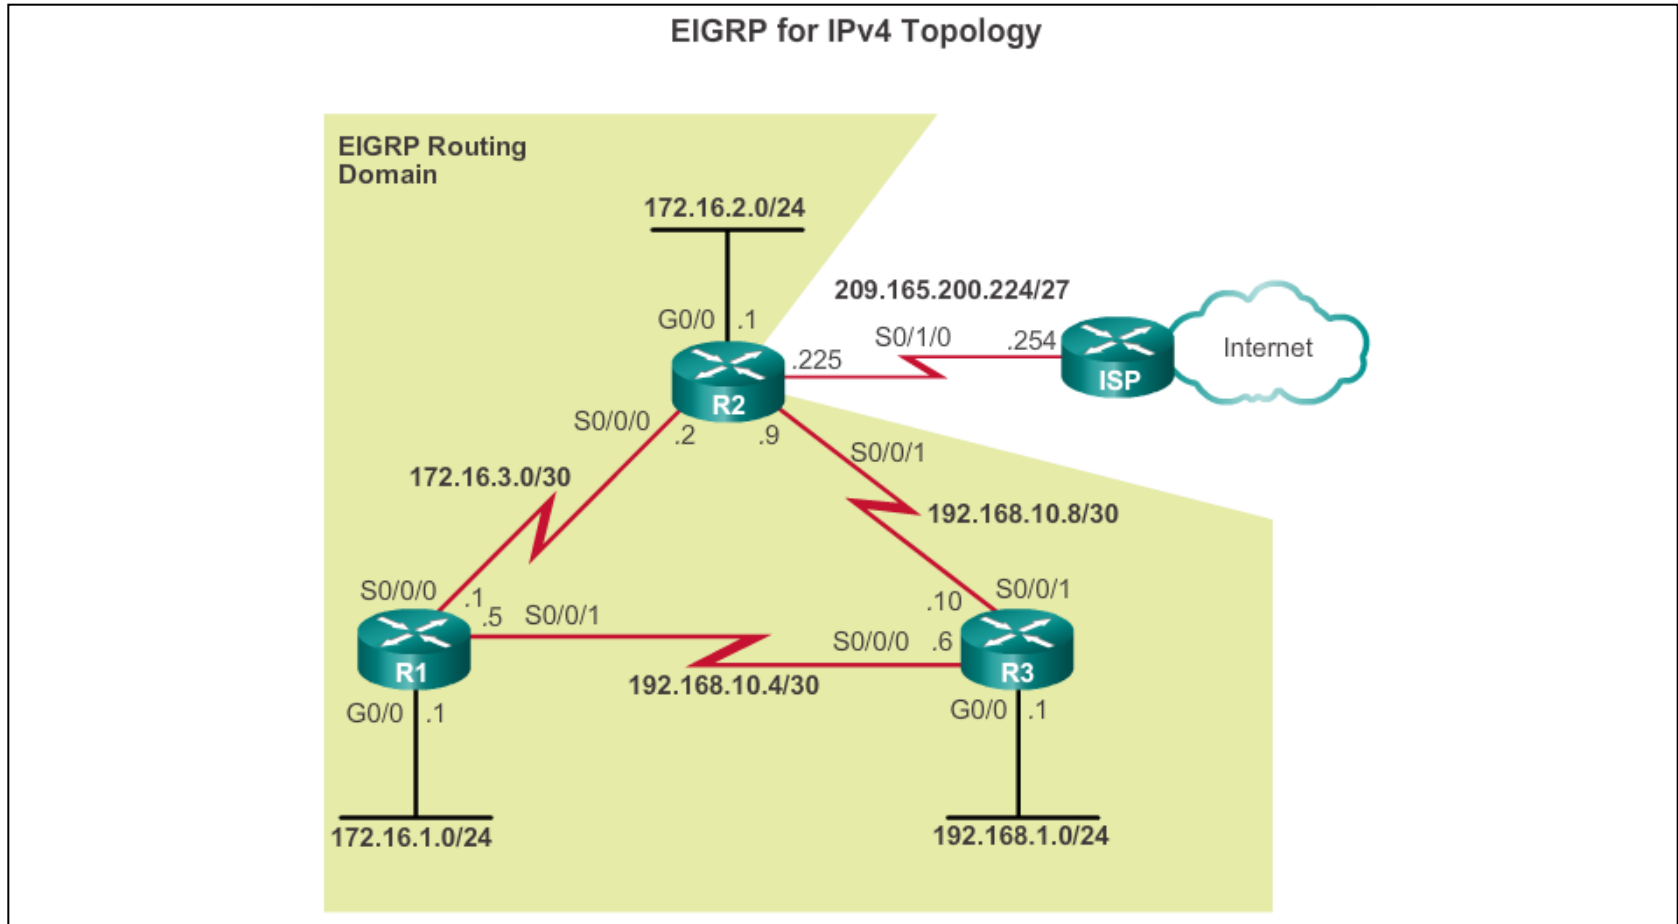 EIGRP for IPv4 Topology
EIGRP Routing
Domain
172.16.2.0/24
209.165.200.224/27
G0/0 .1
S0/1/0 .254
Internet
.225
ISP
R2
S0/0/0 .2 .9
S0/0/1
172.16.3.0/30
192.168.10.8/30
S0/0/0 .1
S0/0/1
.10
.5 S0/0/1
S0/0/0 .6
R1
R3
192.168.10.4/30
G0/0 .1
G0/0 .1
172.16.1.0/24
192.168.1.0/24